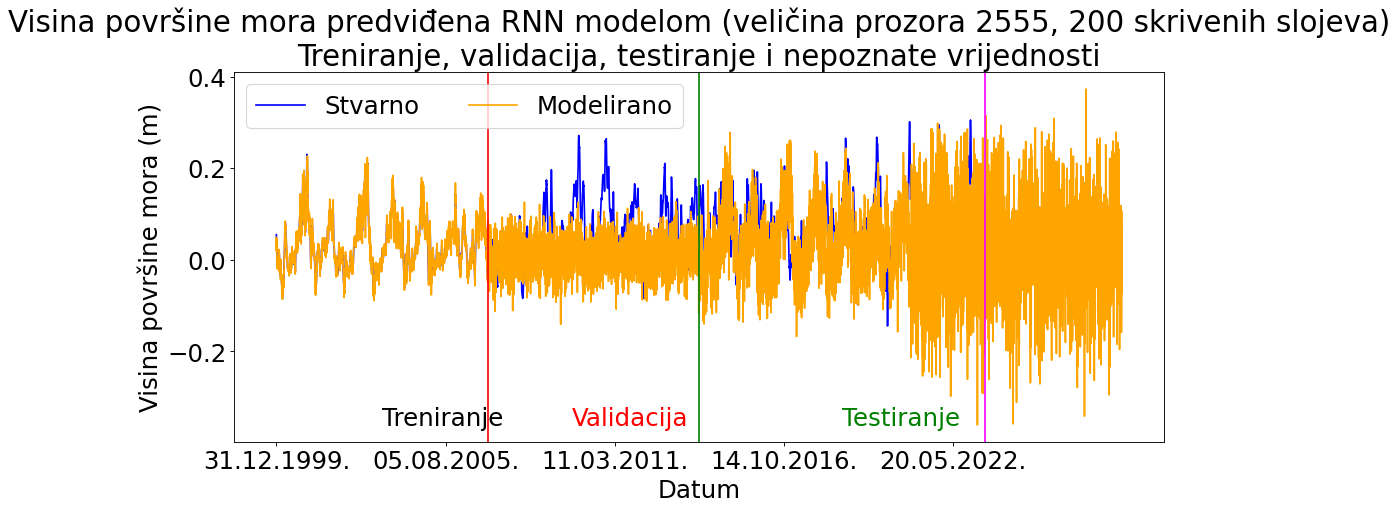 Visina površine mora predviđena RNN modelom (veličina prozora 2555, 200 skrivenih slojeva)
Treniranje, validacija, testiranje i nepoznate vrijednosti
Stvarno
Modelirano
Visina površine mora (m)
0.4
0.2
0.0
−0.2
Treniranje
Validacija
Testiranje
31.12.1999.
05.08.2005.
11.03.2011.
14.10.2016.
20.05.2022.
Datum